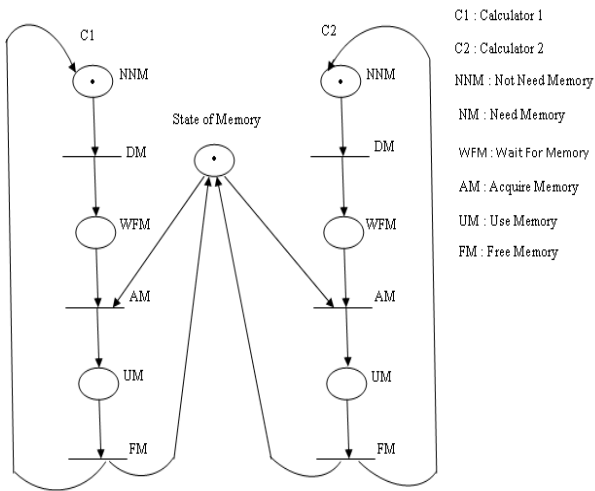 C1
C2
NNM
NNM
State of Memory
DM
DM
WFM
WFM
AM
AM
UM
UM
FM
FM
C1 : Calculator 1
C2 : Calculator 2
NNM : Not Need Memory
NM : Need Memory
WFM : Wait For Memory
AM : Acquire Memory
UM : Use Memory
FM : Free Memory